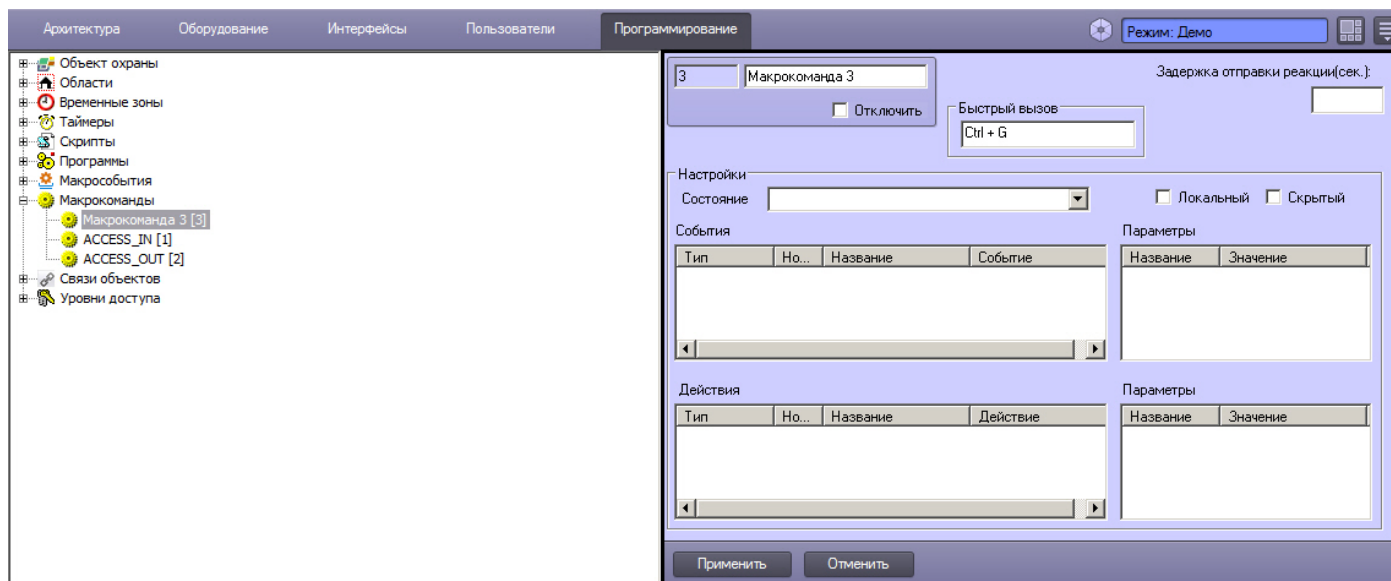 Архитектура Оборудование Интерфейсы Пользователи Программирование Режим: Демо
Объект охраны
Области
Временные зоны
Таймеры
Скрипты
Программы
Макрособытия
Макрокоманды
Макрокоманда 3 [3]
ACCESS_IN [1]
ACCESS_OUT [2]
Связи объектов
Уровни доступа
3 Макрокоманда 3
Отключить
Быстрый вызов
Ctrl + G
Задержка отправки реакции(сек.):
Настройки
Состояние
Локальный Скрытый
События Параметры
Тип Но... Название Событие Название Значение
Действия Параметры
Тип Но... Название Действие Название Значение
Применить Отменить